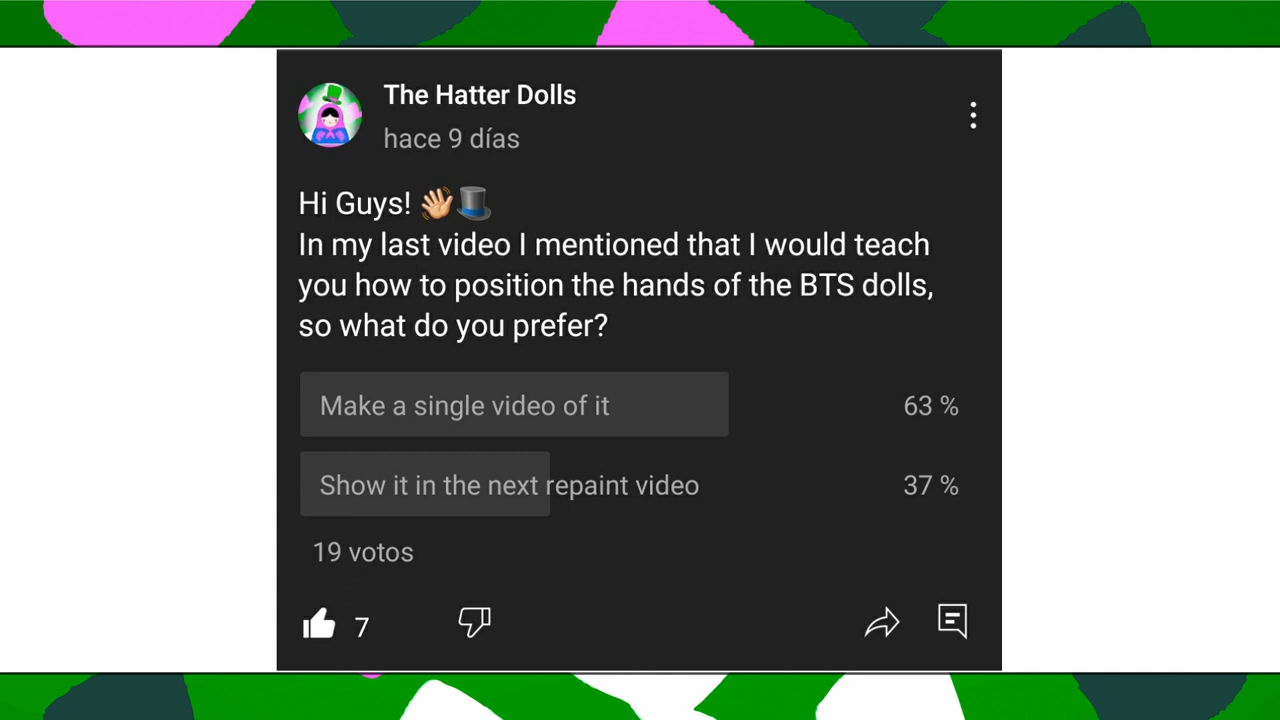 The Hatter Dolls
hace 9 días
Hi Guys! 👋🎩
In my last video I mentioned that I would teach
you how to position the hands of the BTS dolls,
so what do you prefer?
Make a single video of it 63 %
Show it in the next repaint video 37 %
19 votos
7